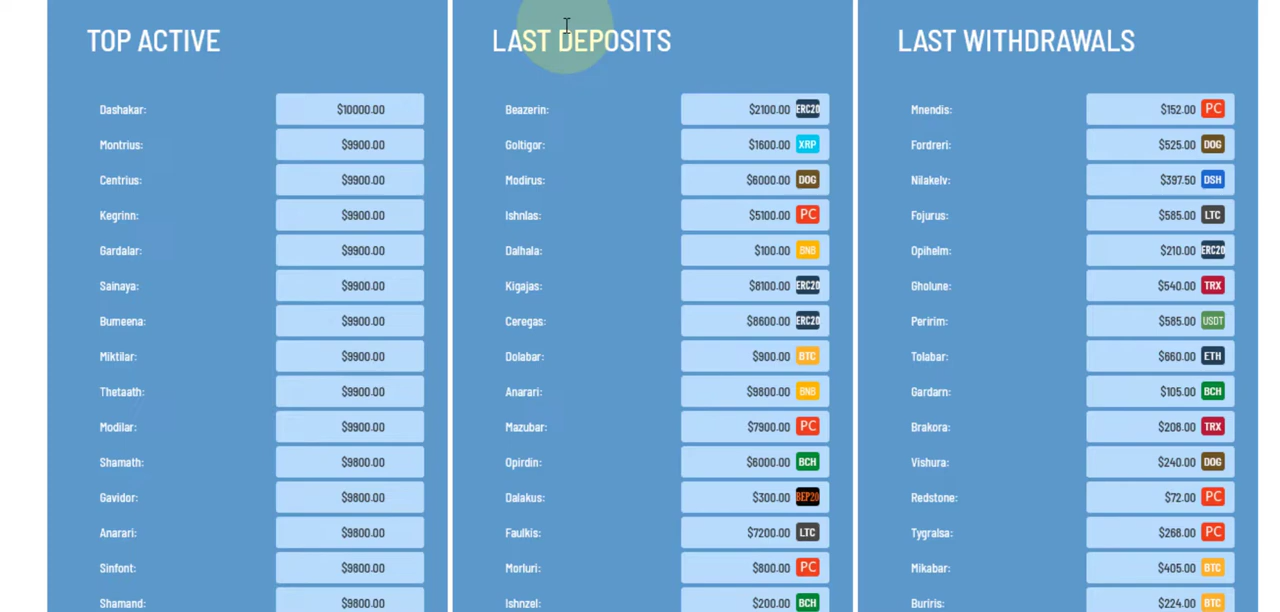 TOP ACTIVE
Dashakar: $10000.00
Montrius: $9900.00
Centrius: $9900.00
Kegrinn: $9900.00
Gardalar: $9900.00
Sainaya: $9900.00
Bumeena: $9900.00
Miktilar: $9900.00
Thetaath: $9900.00
Modilar: $9900.00
Shamath: $9800.00
Gavidor: $9800.00
Anarari: $9800.00
Sinfont: $9800.00
Shamand: $9800.00
LAST DEPOSITS
Beazerin: $2100.00 ERC20
Goltigor: $1600.00 XRP
Modirus: $6000.00 DOG
Ishnlas: $5100.00 PC
Dalhala: $100.00 BNB
Kigajas: $8100.00 ERC20
Ceregas: $8600.00 ERC20
Dolabar: $900.00 BTC
Anarari: $9800.00 BNB
Mazubar: $7900.00 PC
Opirdin: $6000.00 BCH
Dalakus: $300.00 BEP20
Faulkis: $7200.00 LTC
Morluri: $800.00 PC
Ishnzel: $200.00 BCH
LAST WITHDRAWALS
Mnendis: $152.00 PC
Fordreri: $525.00 DOG
Nilakelv: $397.50 DSH
Fojurus: $585.00 LTC
Opihelm: $210.00 ERC20
Gholune: $540.00 TRX
Peririm: $585.00 USDT
Tolabar: $660.00 ETH
Gardarn: $105.00 BCH
Brakora: $208.00 TRX
Vishura: $240.00 DOG
Redstone: $72.00 PC
Tygralsa: $268.00 PC
Mikabar: $405.00 BTC
Buriris: $224.00 BTC